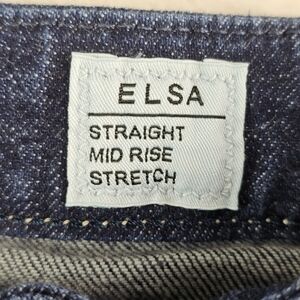 ELSA
STRAIGHT
MID RISE
STRETCH